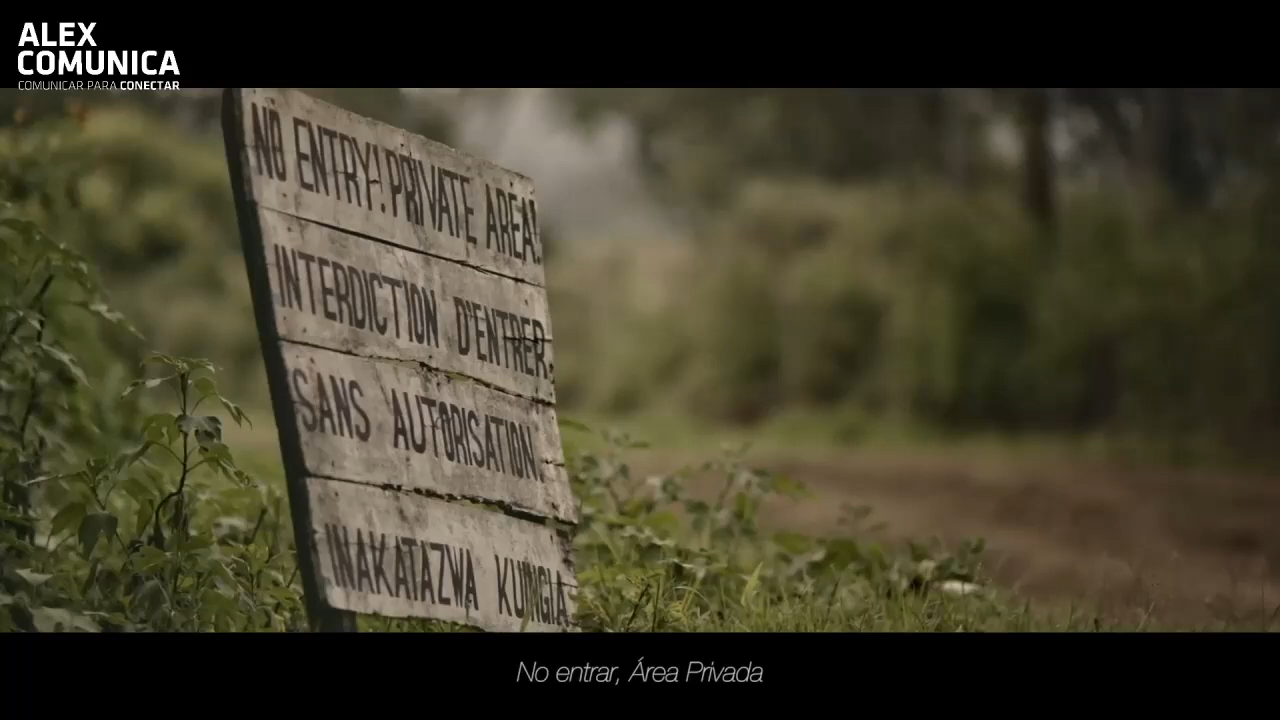 ALEX
COMUNICA
COMUNICAR PARA CONECTAR
NO ENTRY! PRIVATE AREA!
INTERDICTION D'ENTRER
SANS AUTORISATION
INAKATAZWA KUINGIA
No entrar, Área Privada